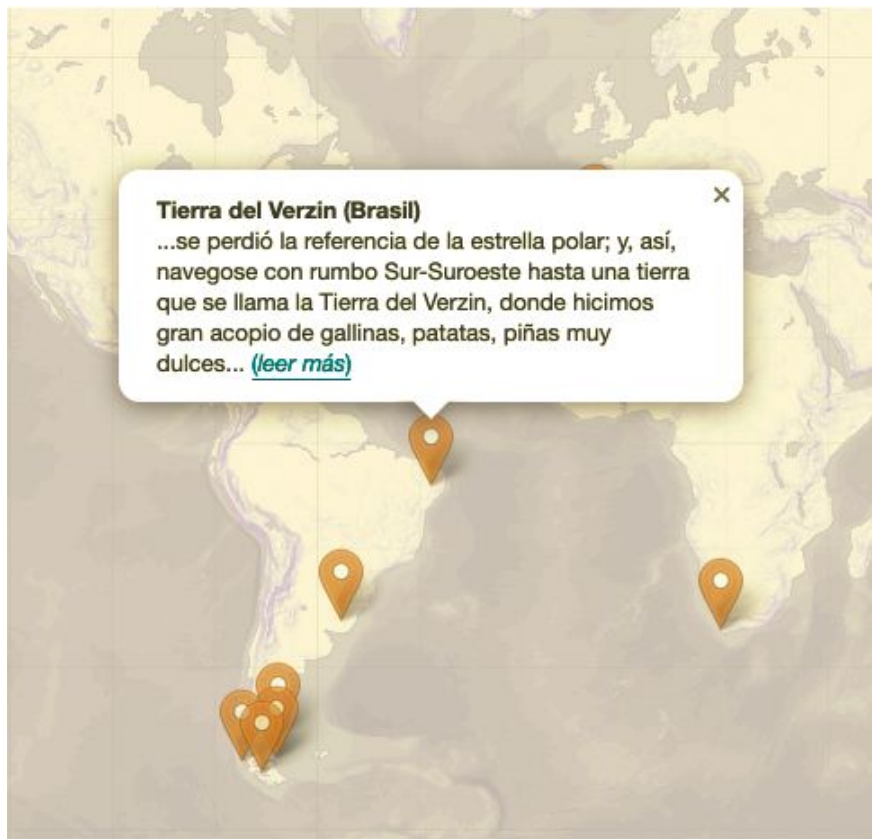 Tierra del Verzin (Brasil)
...se perdió la referencia de la estrella polar; y, así,
navegose con rumbo Sur-Suroeste hasta una tierra
que se llama la Tierra del Verzin, donde hicimos
gran acopio de gallinas, patatas, piñas muy
dulces... (leer más)